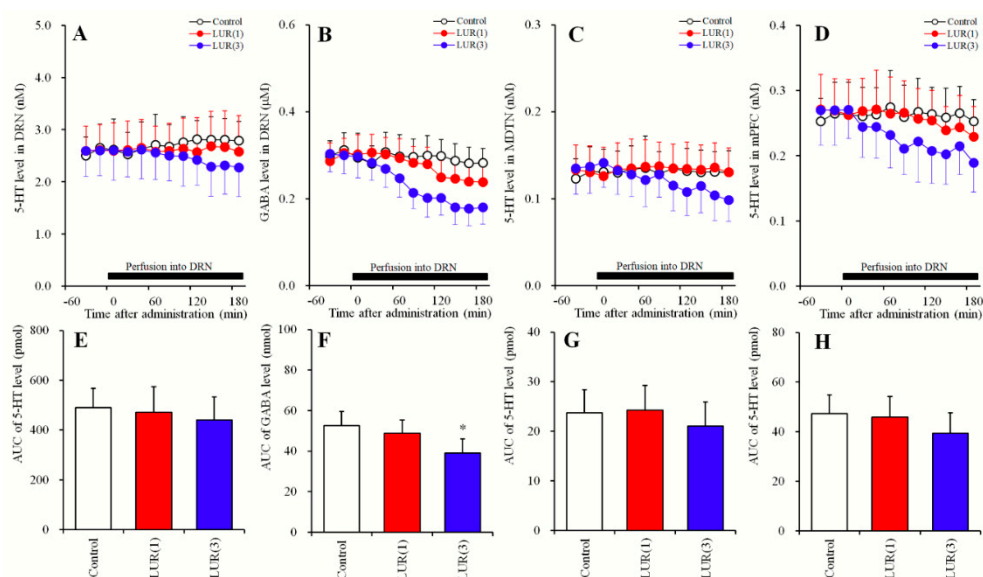 A
Control
LUR(1)
LUR(3)
5-HT level in DRN (nM)
5.0
4.0
3.0
2.0
1.0
0.0
Perfusion into DRN
-60 0 60 120 180
Time after administration (min)
B
Control
LUR(1)
LUR(3)
GABA level in DRN (μM)
0.6
0.4
0.2
0.0
Perfusion into DRN
-60 0 60 120 180
Time after administration (min)
C
Control
LUR(1)
LUR(3)
5-HT level in MDTN (nM)
0.3
0.2
0.1
0.0
Perfusion into DRN
-60 0 60 120 180
Time after administration (min)
D
Control
LUR(1)
LUR(3)
5-HT level in mPFC (nM)
0.4
0.3
0.2
0.1
0.0
Perfusion into DRN
-60 0 60 120 180
Time after administration (min)
E
AUC of 5-HT level (pmol)
800
600
400
200
0
Control
LUR(1)
LUR(3)
F
AUC of GABA level (nmol)
100
80
60
40
20
0
*
Control
LUR(1)
LUR(3)
G
AUC of 5-HT level (pmol)
40
30
20
10
0
Control
LUR(1)
LUR(3)
H
AUC of 5-HT level (pmol)
80
60
40
20
0
Control
LUR(1)
LUR(3)